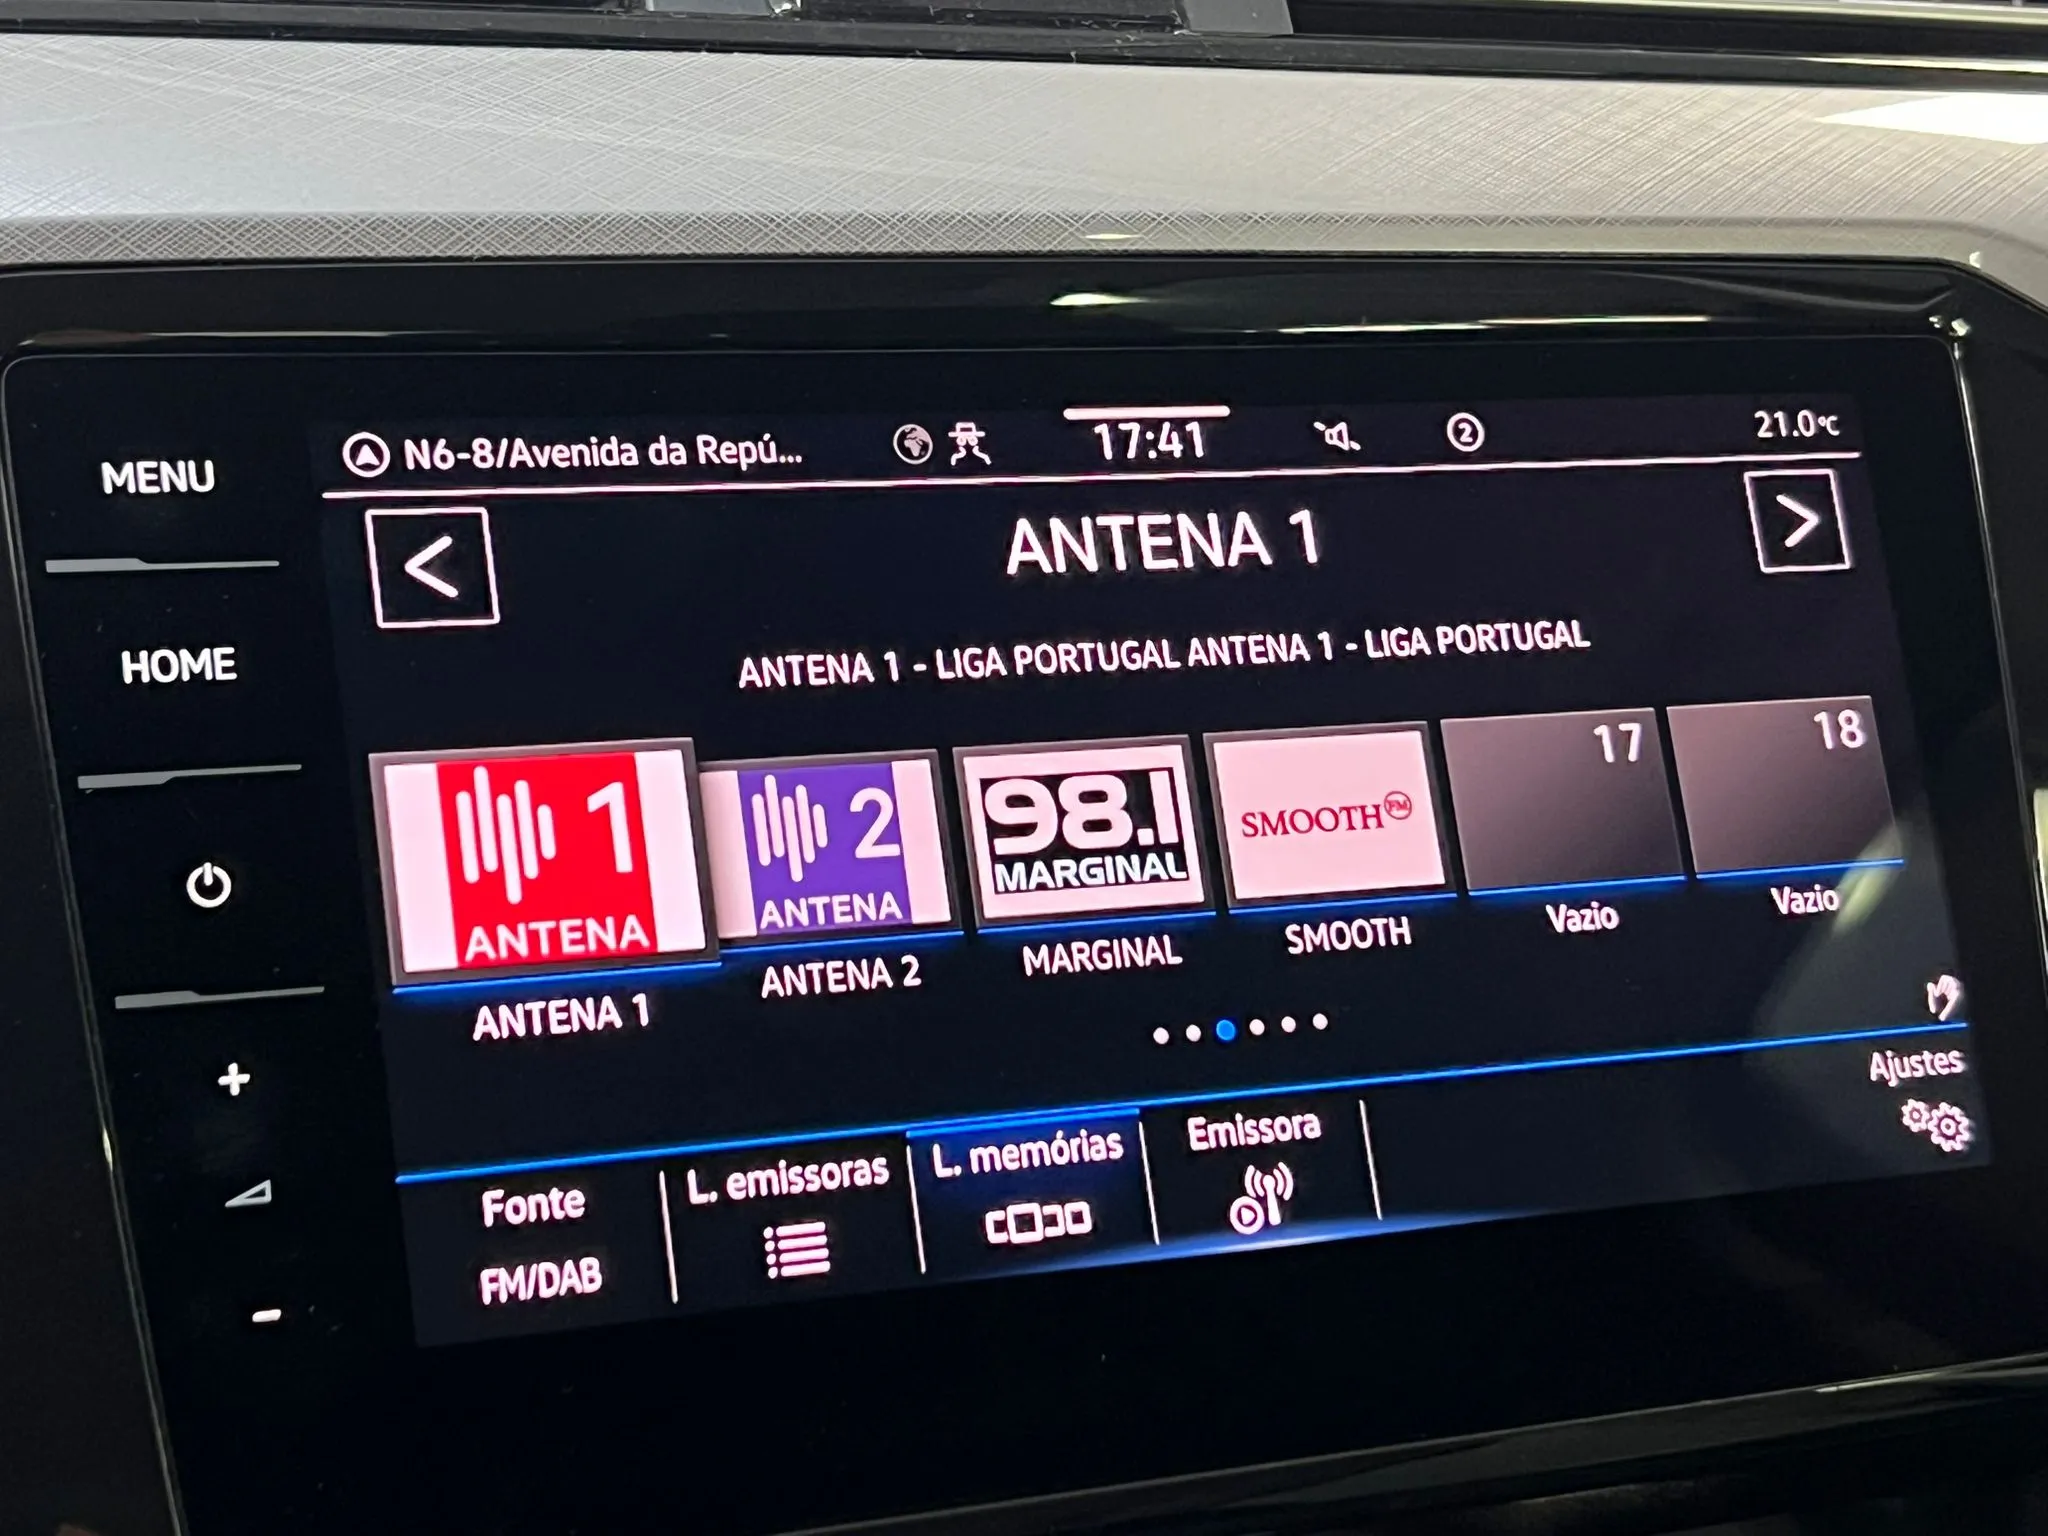 MENU
HOME
N6-8/Avenida da Repú...
17:41
2
21.0°C
ANTENA 1
ANTENA 1 - LIGA PORTUGAL ANTENA 1 - LIGA PORTUGAL
1
ANTENA
2
ANTENA
98.1
MARGINAL
SMOOTH FM
17
18
ANTENA 1
ANTENA 2
MARGINAL
SMOOTH
Vazio
Vazio
Fonte
FM/DAB
L. emissoras
L. memórias
Emissora
Ajustes